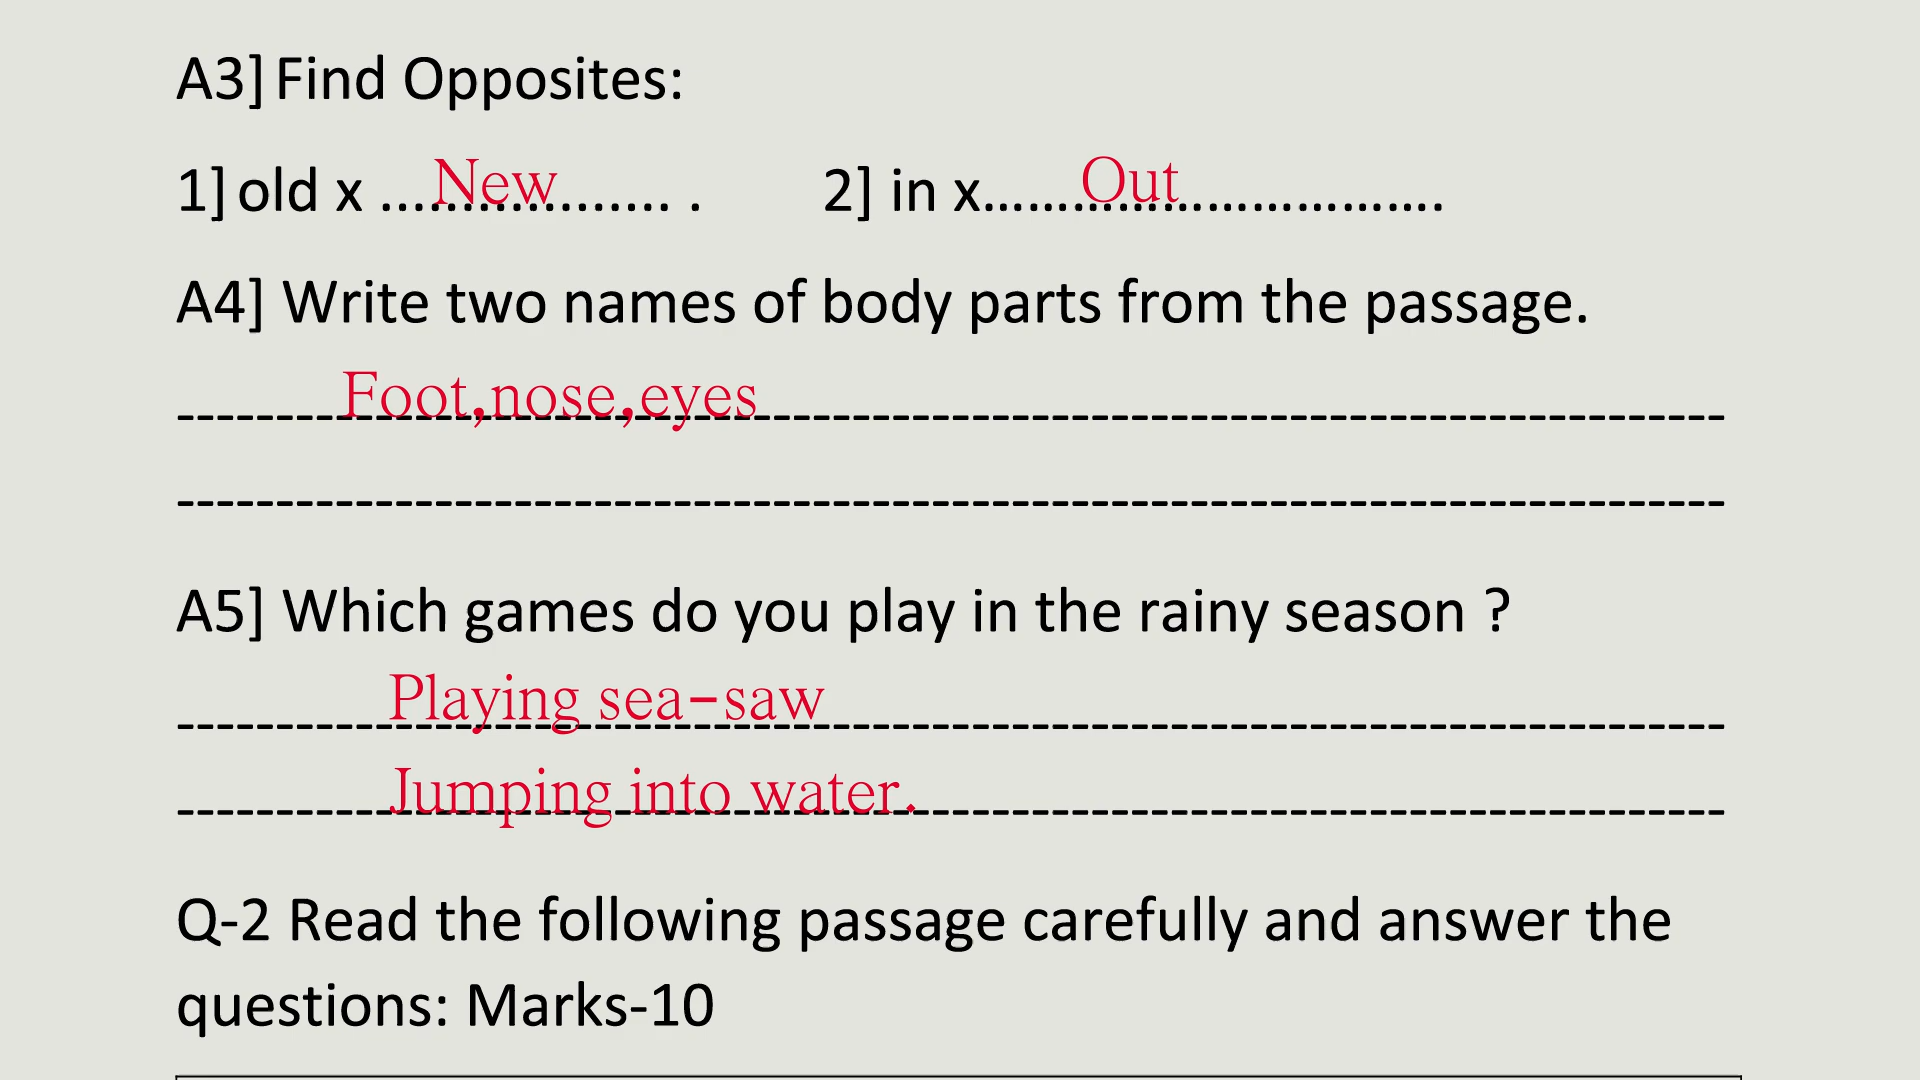 A3] Find Opposites:
1] old x .................. . New 2] in x................................ Out
A4] Write two names of body parts from the passage.
Foot,nose,eyes
------------------------------------------------------------------------------
A5] Which games do you play in the rainy season ?
Playing sea-saw
Jumping into water.
Q-2 Read the following passage carefully and answer the
questions: Marks-10